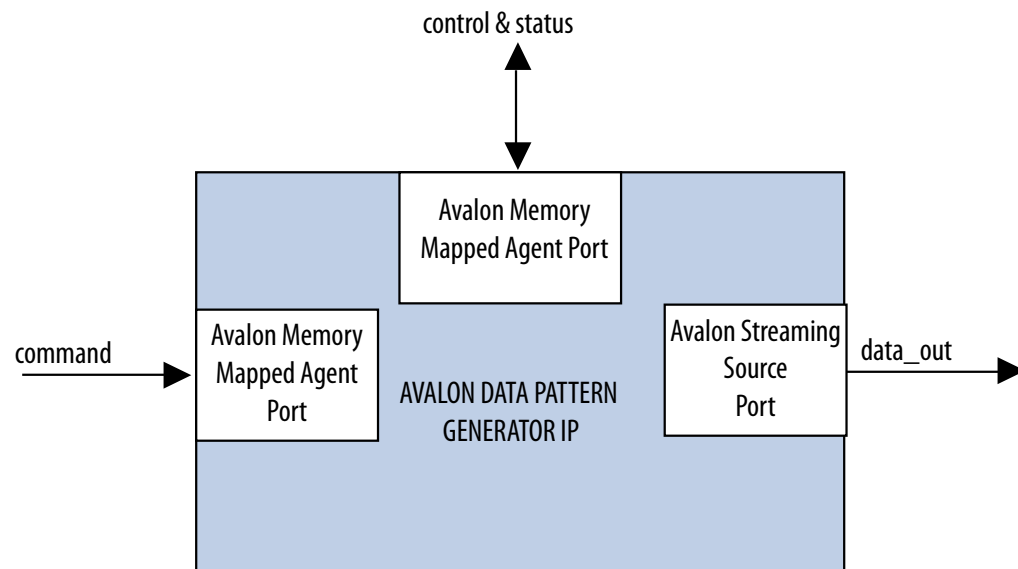 control & status
Avalon Memory
Mapped Agent Port
command
Avalon Memory
Mapped Agent
Port
AVALON DATA PATTERN
GENERATOR IP
Avalon Streaming
Source
Port
data_out